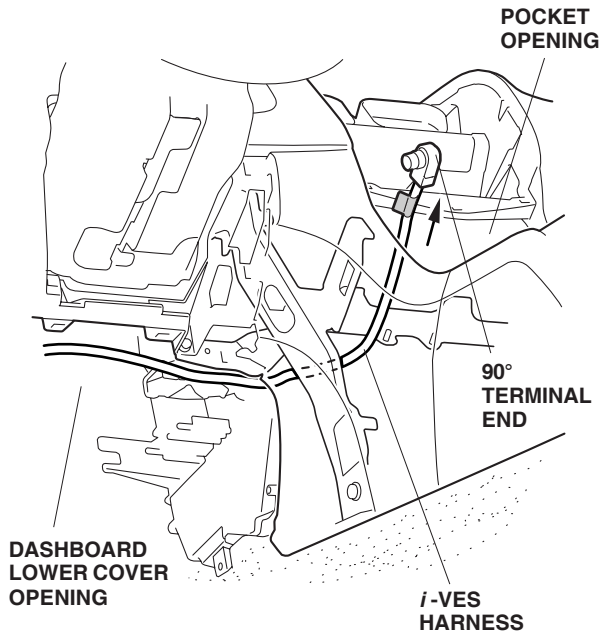 POCKET
OPENING
90°
TERMINAL
END
DASHBOARD
LOWER COVER
OPENING
i -VES
HARNESS